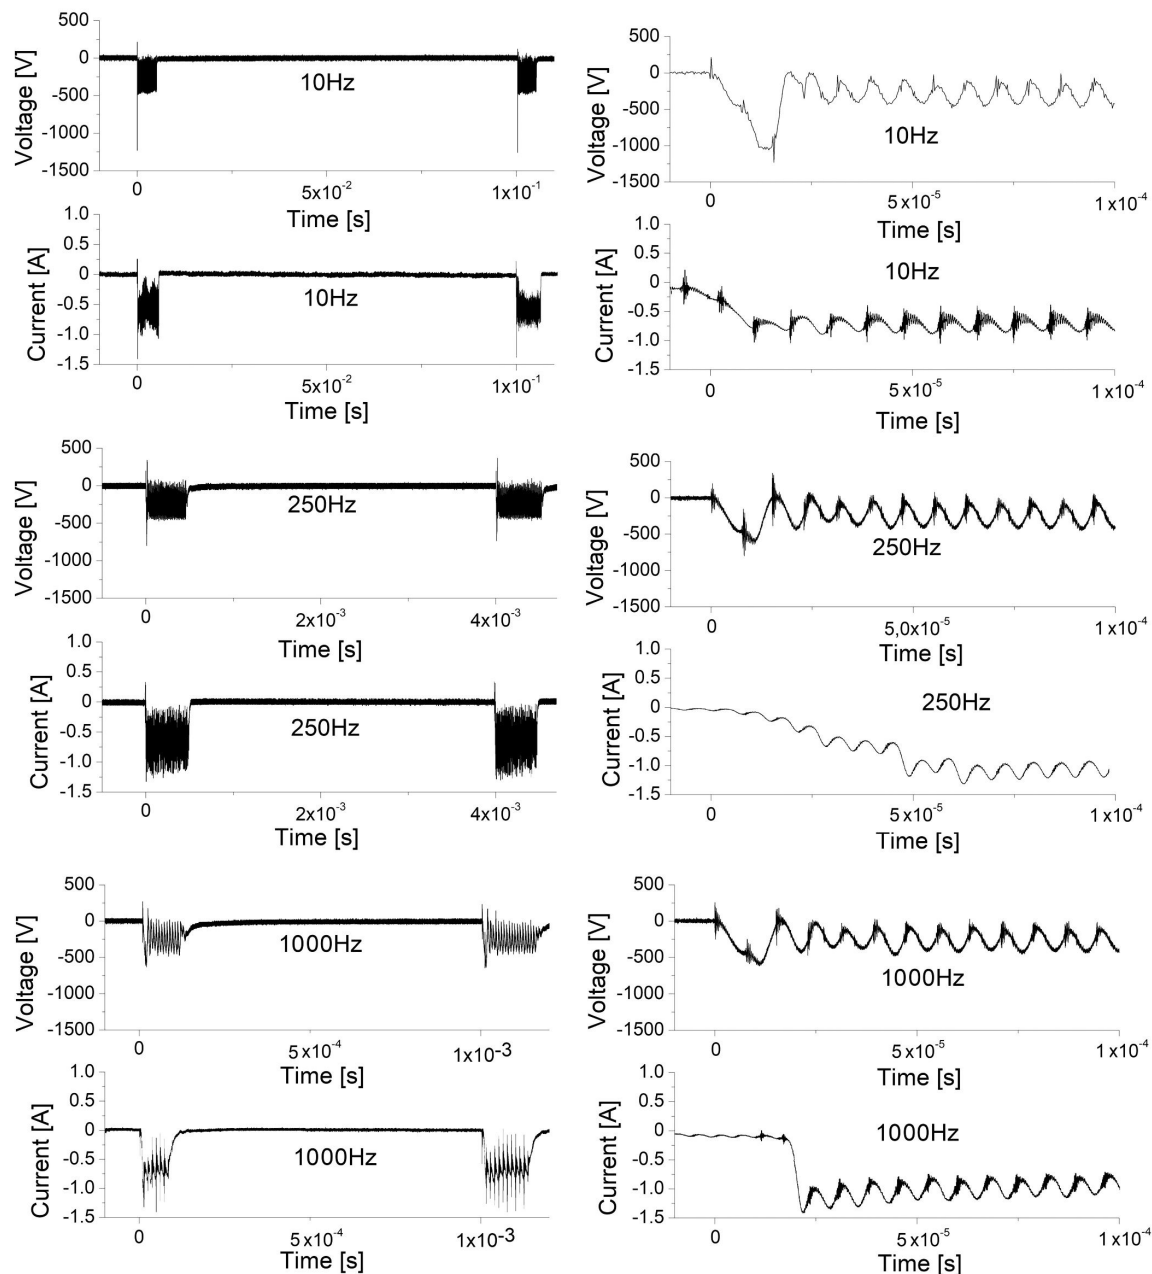 500
0
-500
-1000
-1500
Voltage [V]
10Hz
0
5x10-2
1x10-1
Time [s]
500
0
-500
-1000
-1500
Voltage [V]
10Hz
0
5x10-5
1x10-4
Time [s]
1.0
0.5
0
-0.5
-1.0
-1.5
Current [A]
10Hz
0
5x10-2
1x10-1
Time [s]
1.0
0.5
0
-0.5
-1.0
-1.5
Current [A]
10Hz
0
5x10-5
1x10-4
Time [s]
500
0
-500
-1000
-1500
Voltage [V]
250Hz
0
2x10-3
4x10-3
Time [s]
500
0
-500
-1000
-1500
Voltage [V]
250Hz
0
5,0x10-5
1x10-4
Time [s]
1.0
0.5
0
-0.5
-1.0
-1.5
Current [A]
250Hz
0
2x10-3
4x10-3
Time [s]
1.0
0.5
0
-0.5
-1.0
-1.5
Current [A]
250Hz
0
5x10-5
1x10-4
Time [s]
500
0
-500
-1000
-1500
Voltage [V]
1000Hz
0
5x10-4
1x10-3
Time [s]
500
0
-500
-1000
-1500
Voltage [V]
1000Hz
0
5x10-5
1x10-4
Time [s]
1.0
0.5
0
-0.5
-1.0
-1.5
Current [A]
1000Hz
0
5x10-4
1x10-3
Time [s]
1.0
0.5
0
-0.5
-1.0
-1.5
Current [A]
1000Hz
0
5x10-5
1x10-4
Time [s]